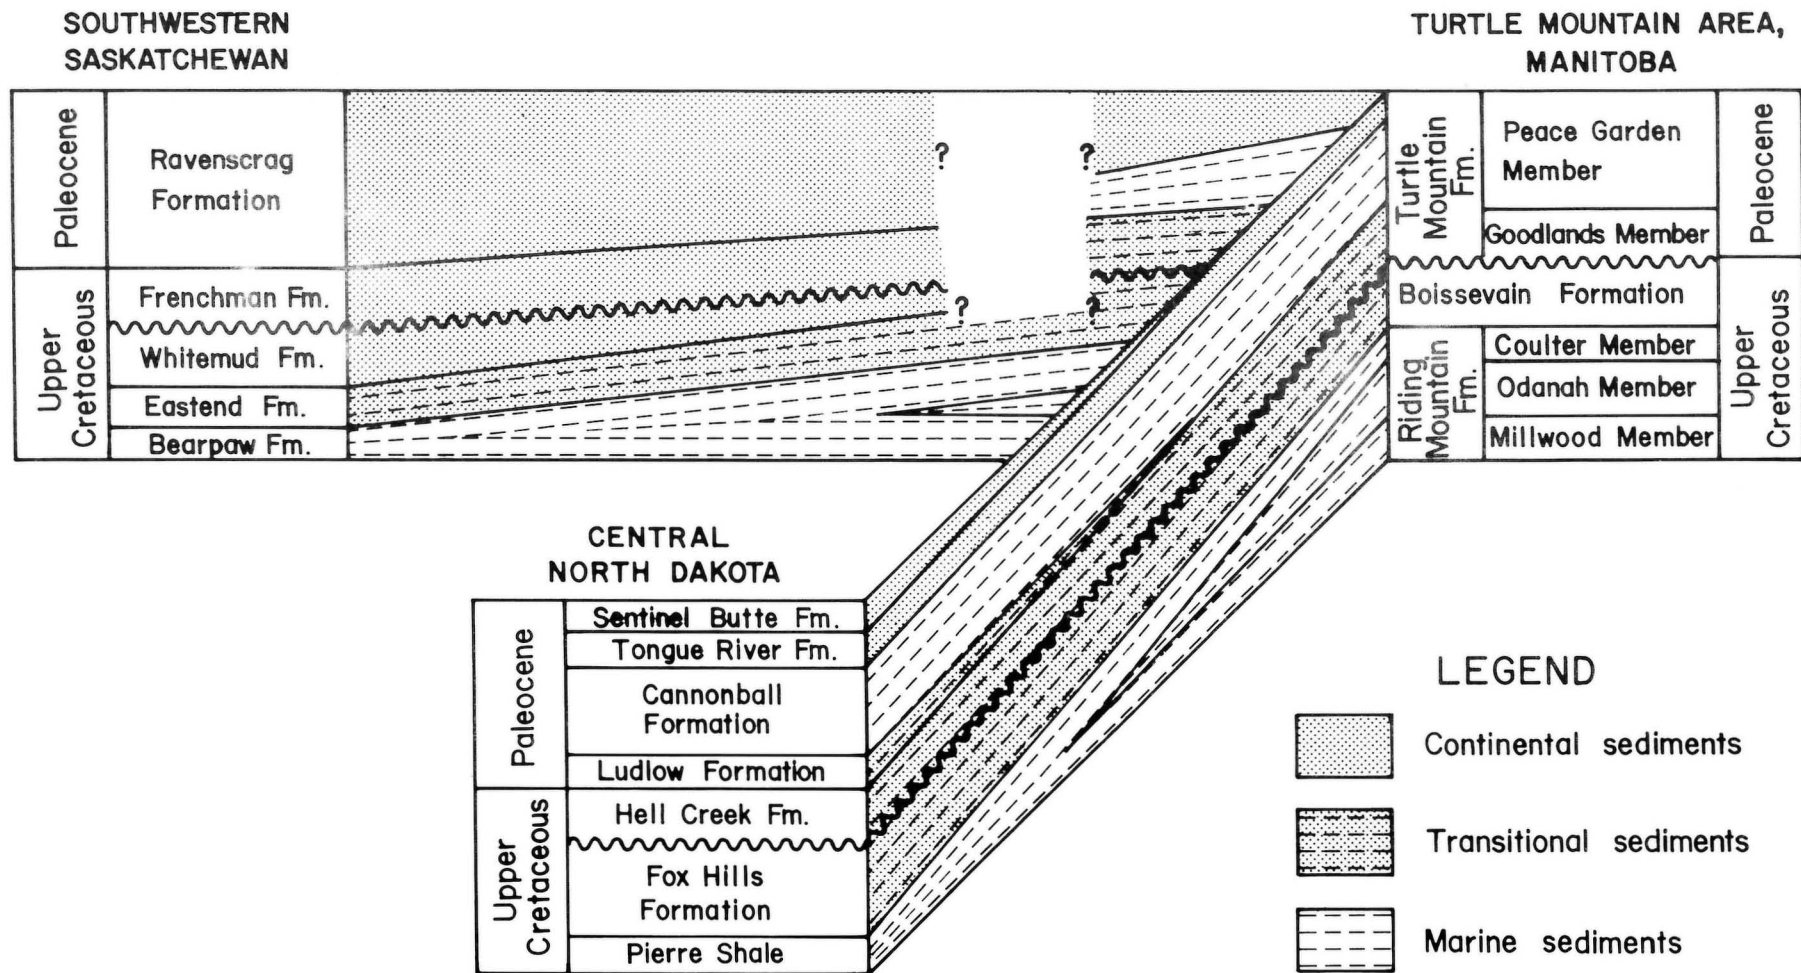 SOUTHWESTERN
SASKATCHEWAN
Paleocene
Ravenscrag
Formation
Upper
Cretaceous
Frenchman Fm.
Whitemud Fm.
Eastend Fm.
Bearpaw Fm.
?
?
?
?
TURTLE MOUNTAIN AREA,
MANITOBA
Turtle
Mountain
Fm.
Peace Garden
Member
Goodlands Member
Paleocene
Boissevain Formation
Riding
Mountain
Fm.
Coulter Member
Odanah Member
Millwood Member
Upper
Cretaceous
CENTRAL
NORTH DAKOTA
Paleocene
Sentinel Butte Fm.
Tongue River Fm.
Cannonball
Formation
Ludlow Formation
Upper
Cretaceous
Hell Creek Fm.
Fox Hills
Formation
Pierre Shale
LEGEND
Continental sediments
Transitional sediments
Marine sediments